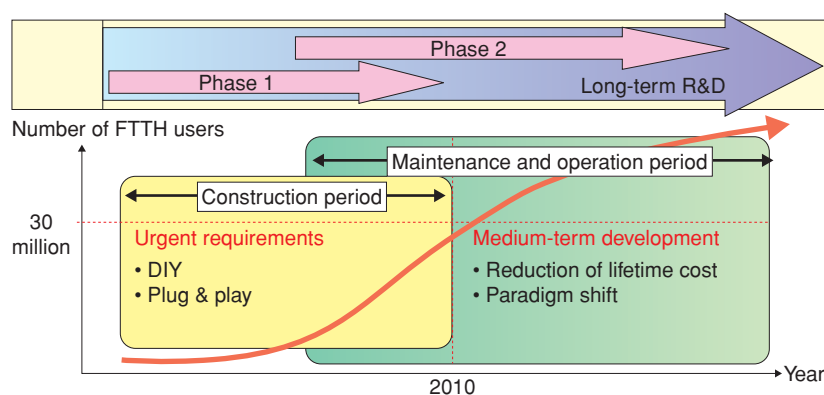 Phase 2
Phase 1
Long-term R&D
Number of FTTH users
Maintenance and operation period
Construction period
30
million
Urgent requirements
• DIY
• Plug & play
Medium-term development
• Reduction of lifetime cost
• Paradigm shift
Year
2010